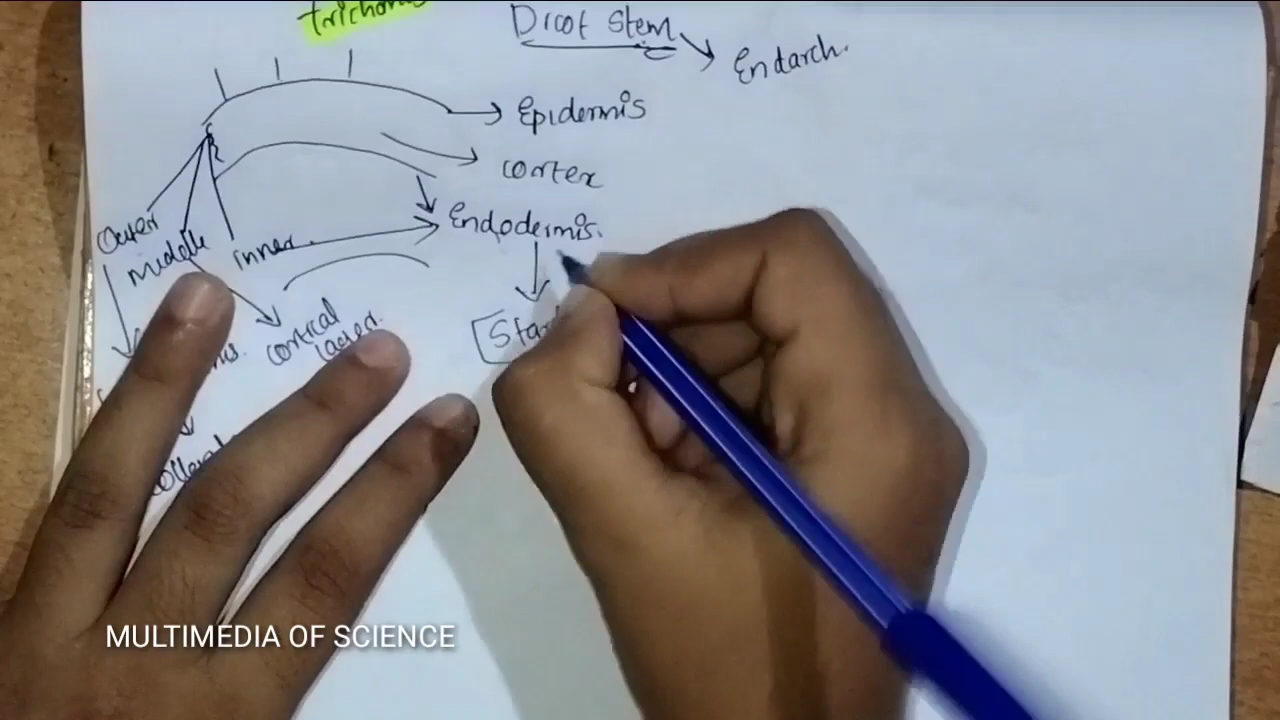 Dicot Stem
Endarch.
Epidermis
cortex
Endodermis.
Outer
middle
inner
cortical
layer.
MULTIMEDIA OF SCIENCE